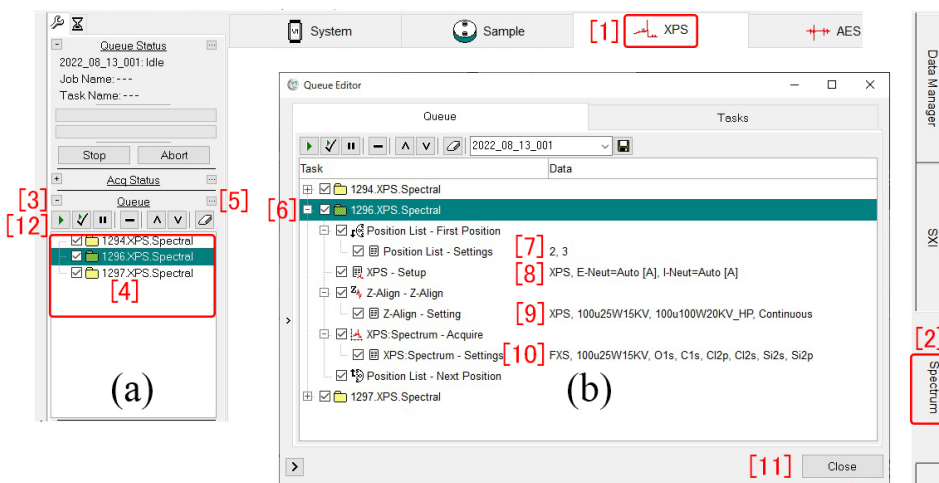 System
Sample
[1] XPS
AES
Queue Status
2022_08_13_001: Idle
Job Name: ---
Task Name: ---
Stop Abort
Acq Status
[3] Queue [5]
[12]
1294.XPS.Spectral
1296.XPS.Spectral
1297.XPS.Spectral
[4]
(a)
Queue Editor
Queue Tasks
2022_08_13_001
Task Data
1294.XPS.Spectral
[6] 1296.XPS.Spectral
Position List - First Position
Position List - Settings [7] 2, 3
XPS - Setup [8] XPS, E-Neut=Auto [A], I-Neut=Auto [A]
Z-Align - Z-Align
Z-Align - Setting [9] XPS, 100u25W15KV, 100u100W20KV_HP, Continuous
XPS:Spectrum - Acquire
XPS:Spectrum - Settings [10] FXS, 100u25W15KV, O1s, C1s, Cl2p, Cl2s, Si2s, Si2p
Position List - Next Position
1297.XPS.Spectral
(b)
[11] Close
Data Manager
SXI
[2]
Spectrum